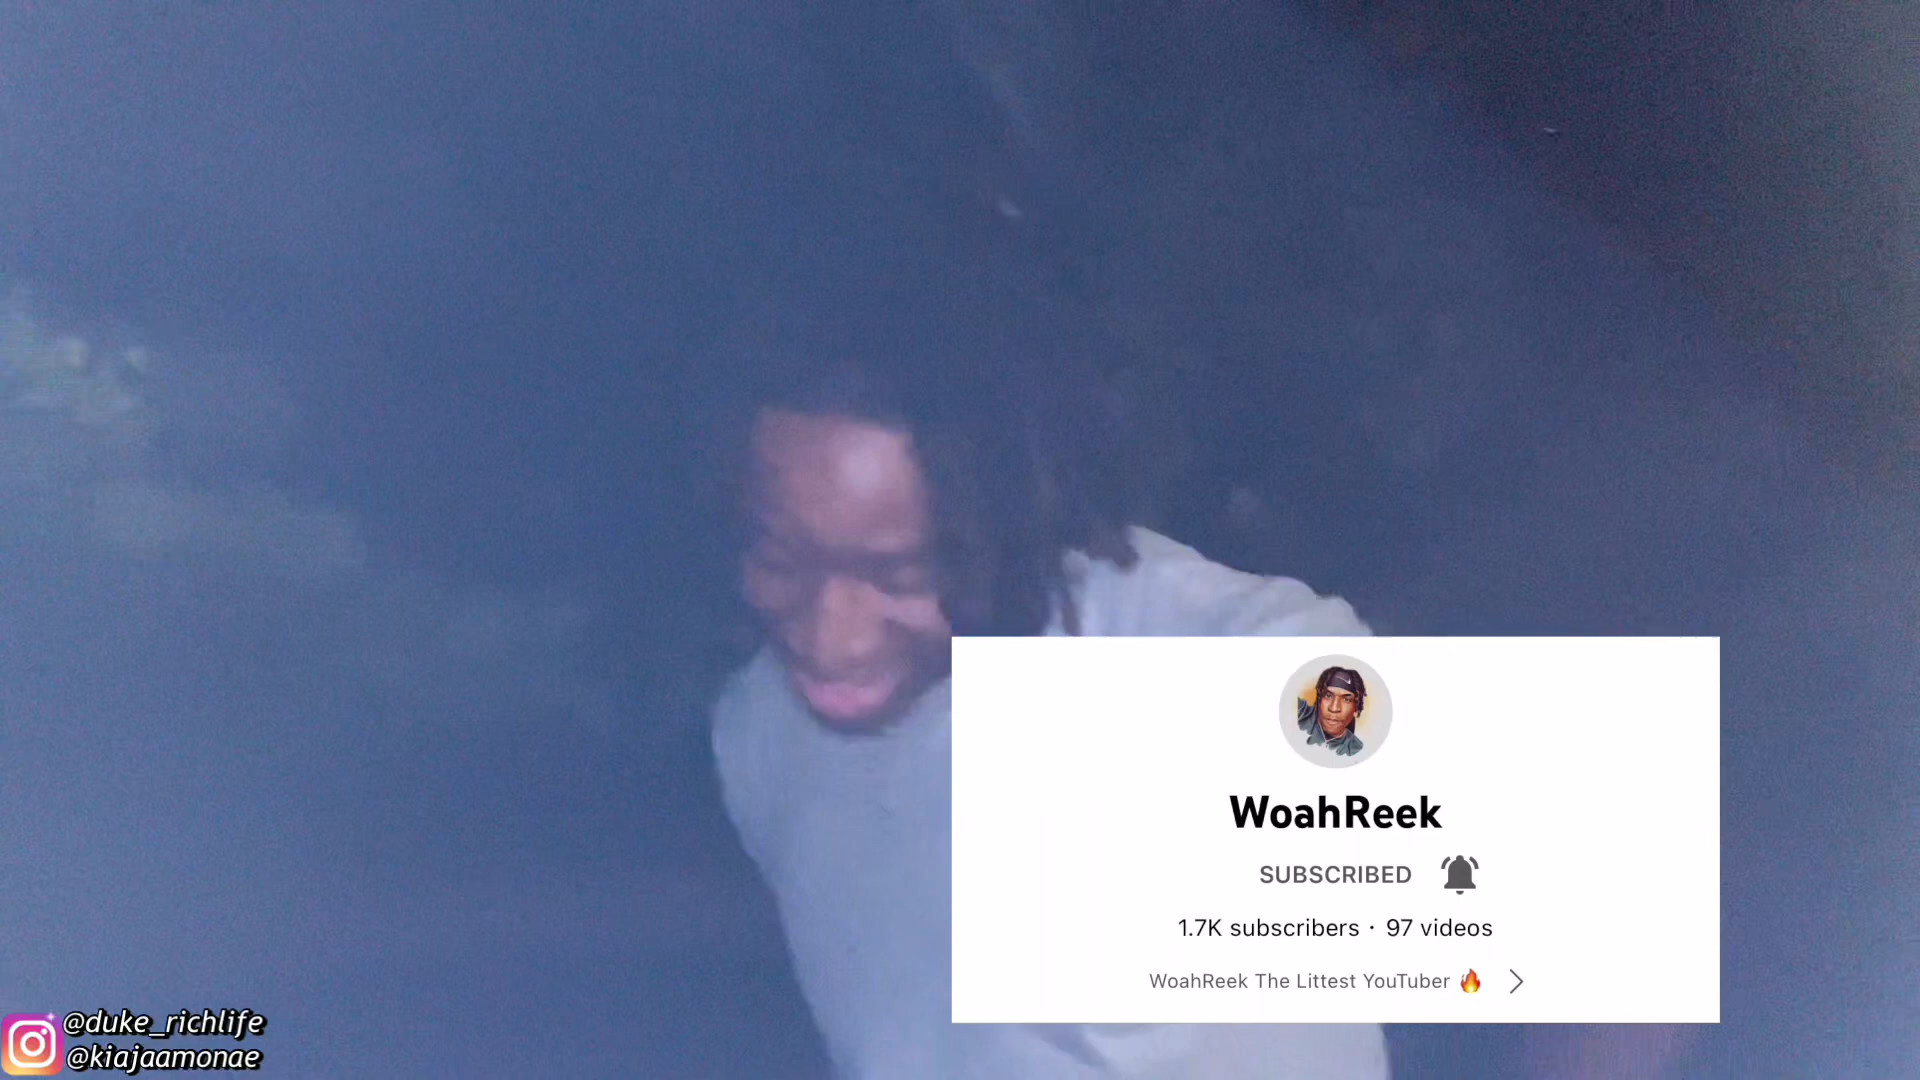 WoahReek
SUBSCRIBED
1.7K subscribers · 97 videos
WoahReek The Littest YouTuber 🔥
@duke_richlife
@kiajaamonae